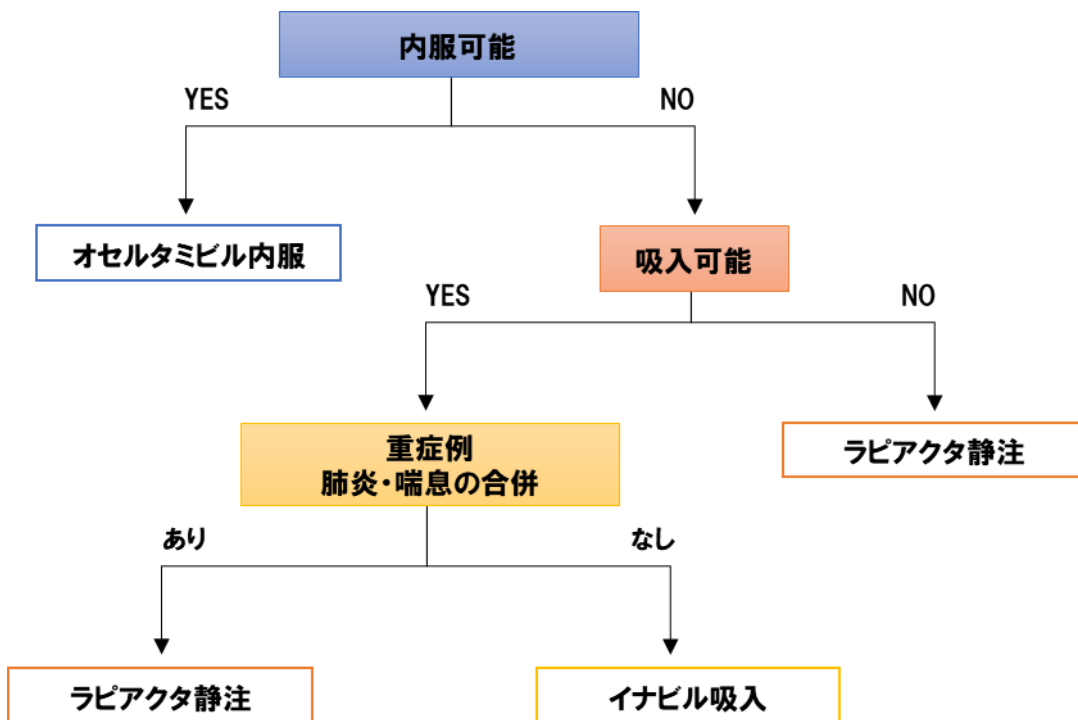 内服可能
YES
NO
オセルタミビル内服
吸入可能
YES
NO
重症例
肺炎・喘息の合併
ラピアクタ静注
あり
なし
ラピアクタ静注
イナビル吸入